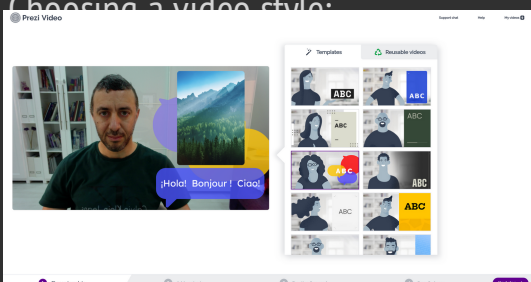 Choosing a video style:
Prezi Video
Support chat Help My videos
Templates Reusable videos
¡Hola! Bonjour ! Ciao!
ABC
ABC
ABC
ABC
ABC
ABC
ABC
ABC